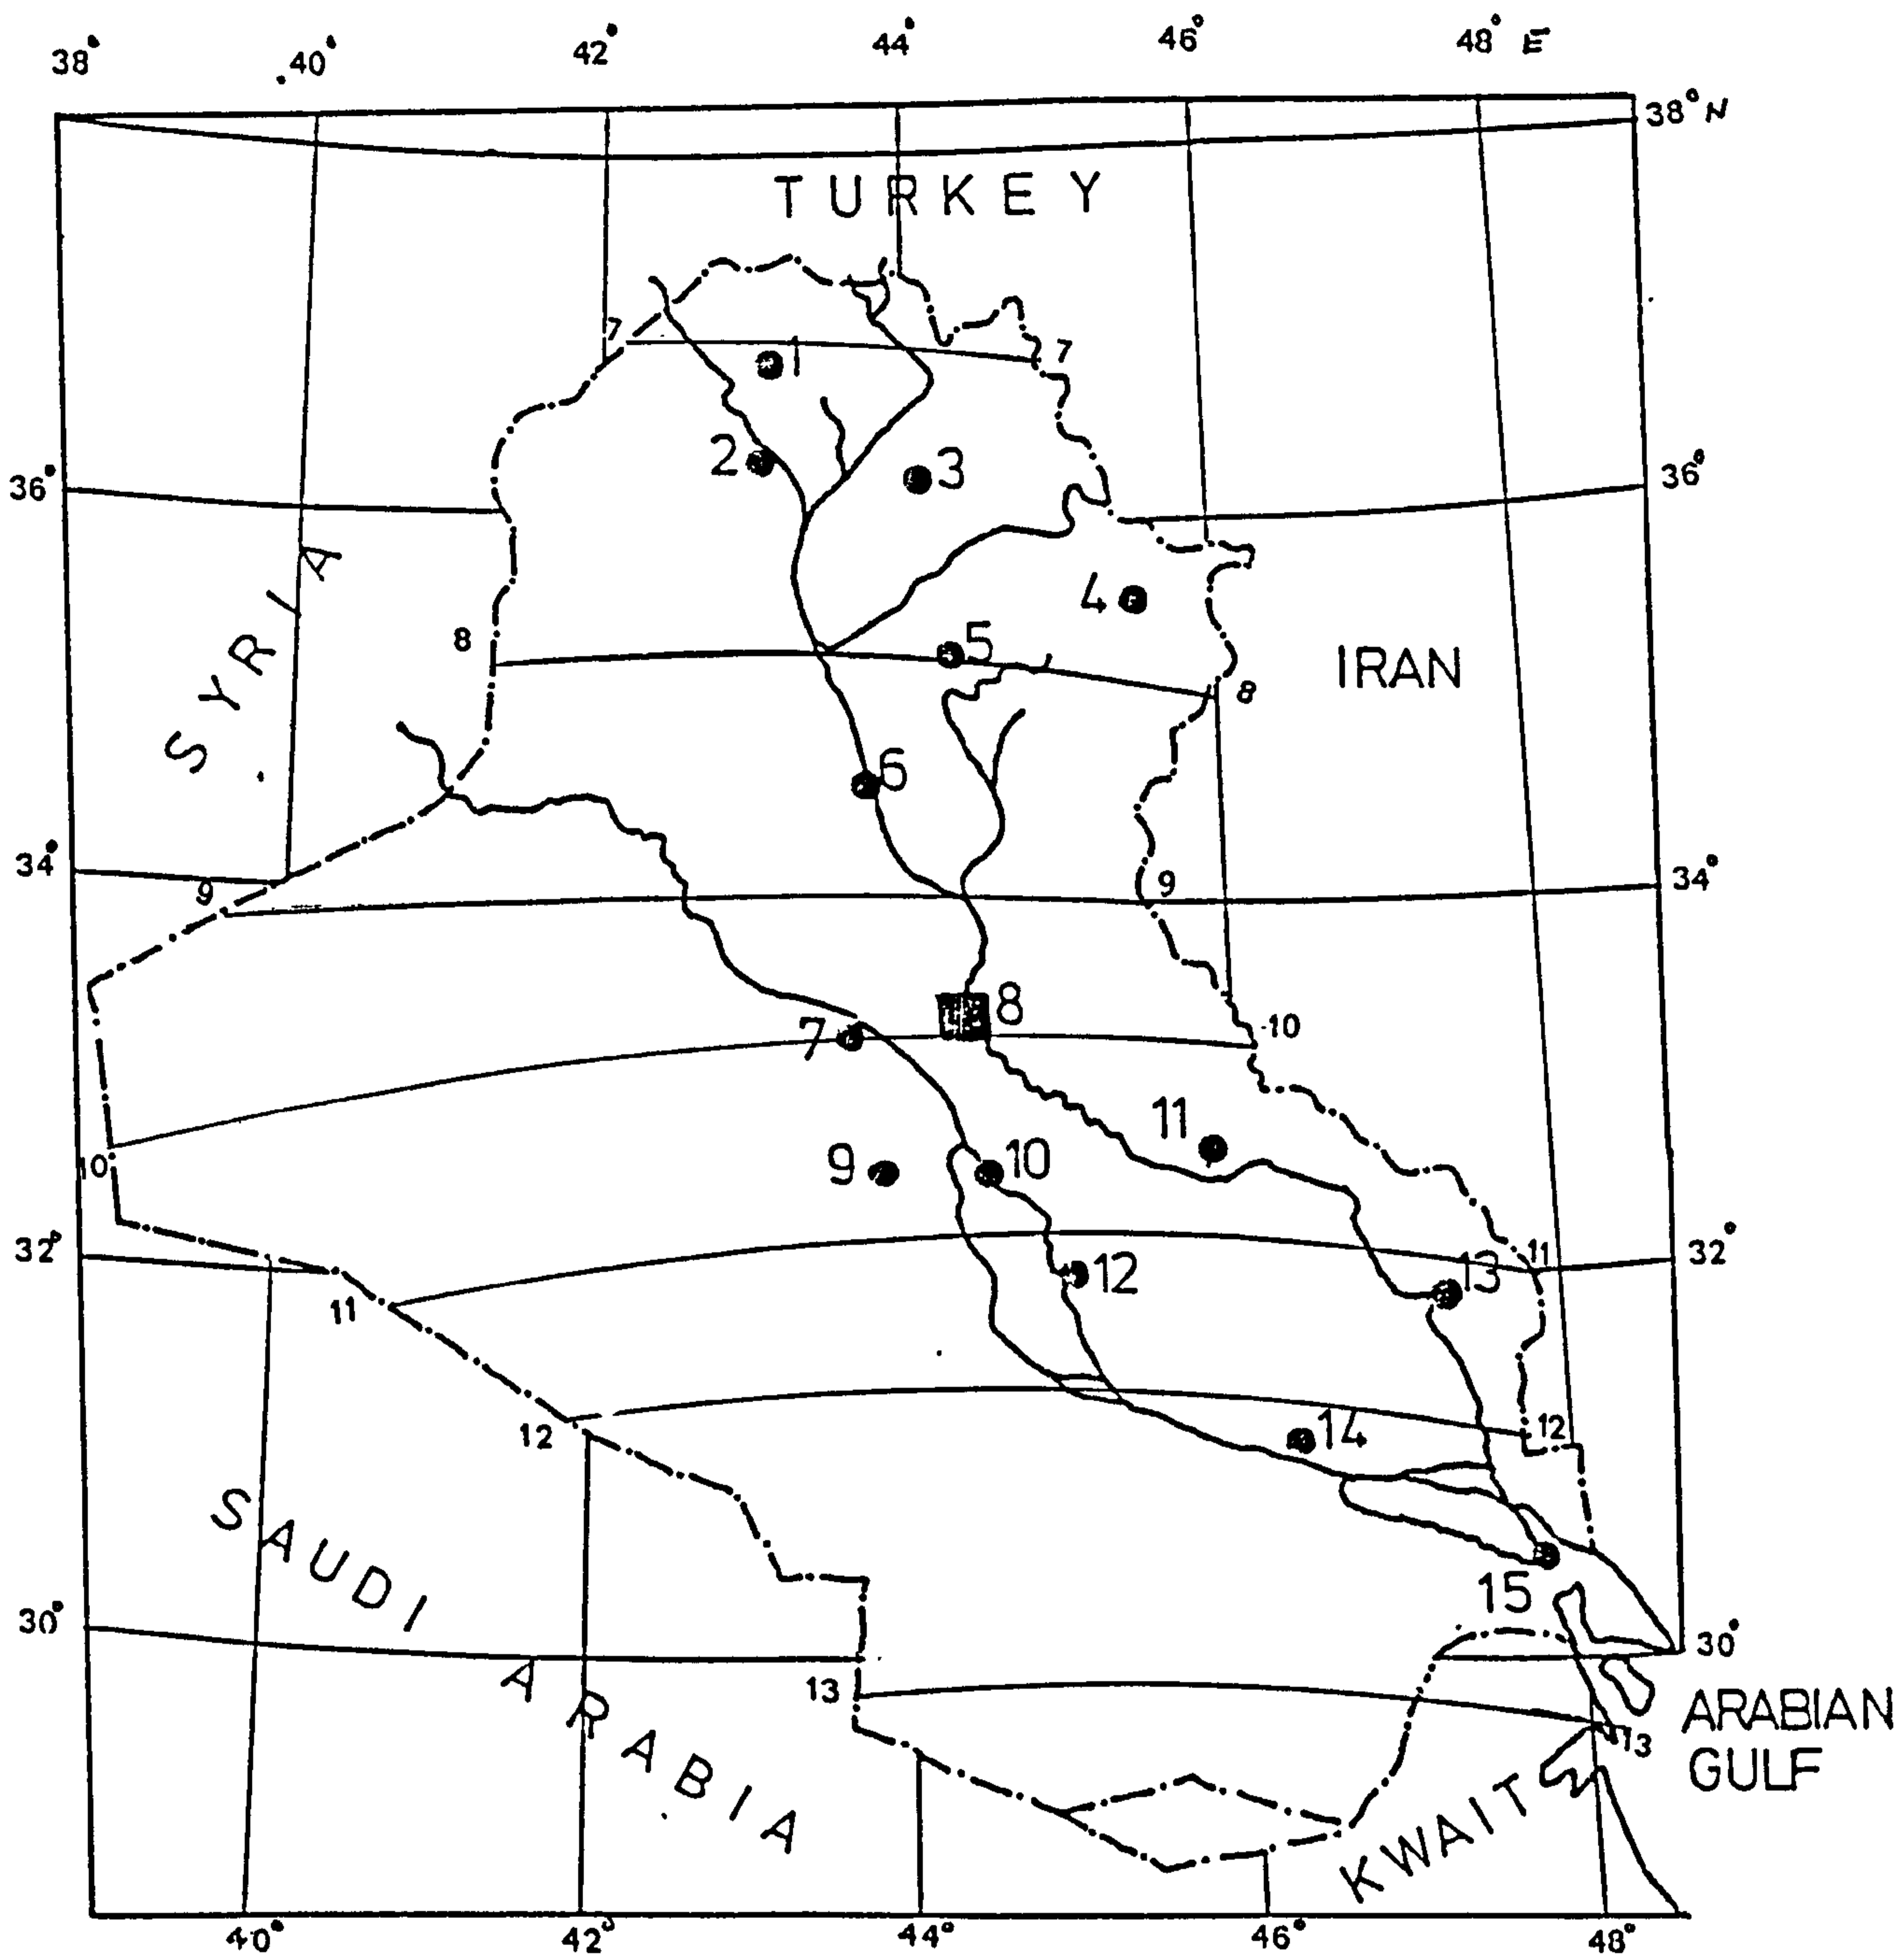 38° 40° 42° 44° 46° 48° E
38° N
TURKEY
7 7
1
2 3
36° 36°
SYRIA
4
8 5 8
IRAN
6
34° 34°
9 9
8
7 10
11
9 10
10
32° 32°
11 12 13 11
12 14 12
SAUDI ARABIA
15
30° 30°
13 13
ARABIAN
GULF
KWAIT
40° 42° 44° 46° 48°